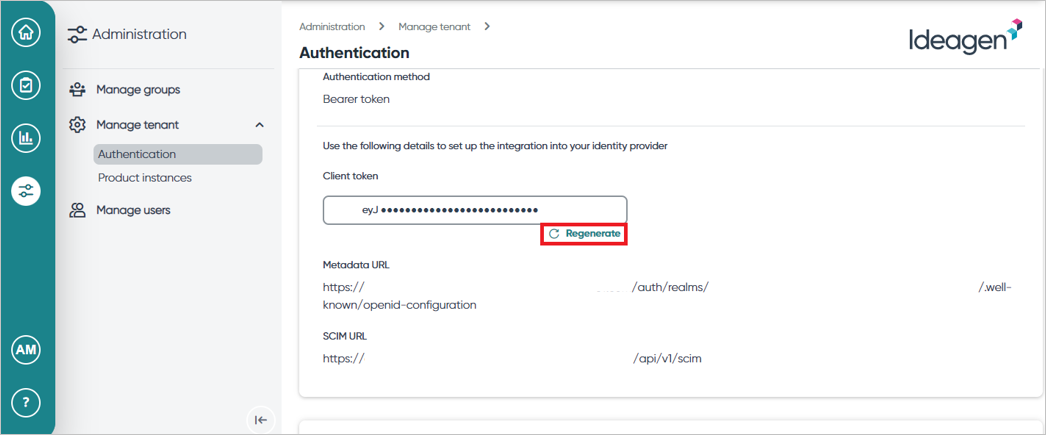 Administration
Manage groups
Manage tenant
Authentication
Product instances
Manage users
AM
?
Administration > Manage tenant >
Authentication
Ideagen
Authentication method
Bearer token
Use the following details to set up the integration into your identity provider
Client token
eyJ ••••••••••••••••••••••••••
Regenerate
Metadata URL
https:// /auth/realms/ /.well-
known/openid-configuration
SCIM URL
https:// /api/v1/scim